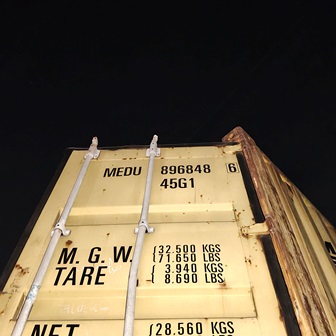 MEDU 896848 6
45G1
M. G. W. 32.500 KGS
71.650 LBS
TARE 3.940 KGS
8.690 LBS
NET 28.560 KGS